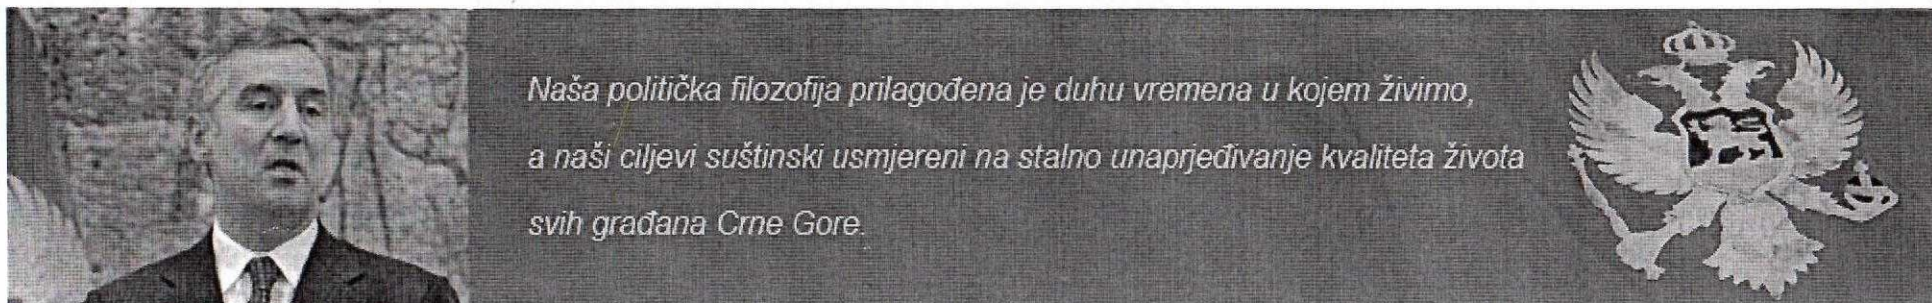 Naša politička filozofija prilagođena je duhu vremena u kojem živimo,
a naši ciljevi suštinski usmjereni na stalno unaprjeđivanje kvaliteta života
svih građana Crne Gore.